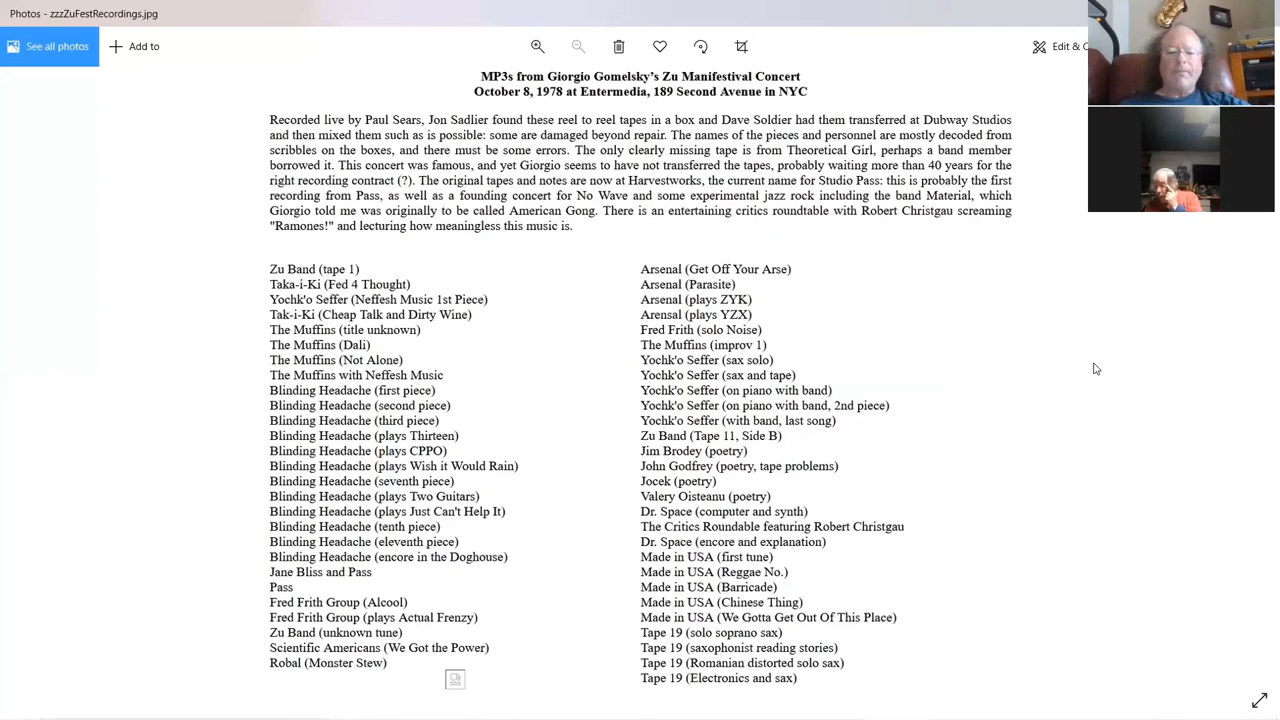 Photos - zzzZuFestRecordings.jpg
See all photos
Add to
Edit & C
MP3s from Giorgio Gomelsky's Zu Manifestival Concert
October 8, 1978 at Entermedia, 189 Second Avenue in NYC
Recorded live by Paul Sears, Jon Sadlier found these reel to reel tapes in a box and Dave Soldier had them transferred at Dubway Studios
and then mixed them such as is possible: some are damaged beyond repair. The names of the pieces and personnel are mostly decoded from
scribbles on the boxes, and there must be some errors. The only clearly missing tape is from Theoretical Girl, perhaps a band member
borrowed it. This concert was famous, and yet Giorgio seems to have not transferred the tapes, probably waiting more than 40 years for the
right recording contract (?). The original tapes and notes are now at Harvestworks, the current name for Studio Pass: this is probably the first
recording from Pass, as well as a founding concert for No Wave and some experimental jazz rock including the band Material, which
Giorgio told me was originally to be called American Gong. There is an entertaining critics roundtable with Robert Christgau screaming
"Ramones!" and lecturing how meaningless this music is.
Zu Band (tape 1)
Taka-i-Ki (Fed 4 Thought)
Yochk'o Seffer (Neffesh Music 1st Piece)
Tak-i-Ki (Cheap Talk and Dirty Wine)
The Muffins (title unknown)
The Muffins (Dali)
The Muffins (Not Alone)
The Muffins with Neffesh Music
Blinding Headache (first piece)
Blinding Headache (second piece)
Blinding Headache (third piece)
Blinding Headache (plays Thirteen)
Blinding Headache (plays CPPO)
Blinding Headache (plays Wish it Would Rain)
Blinding Headache (seventh piece)
Blinding Headache (plays Two Guitars)
Blinding Headache (plays Just Can't Help It)
Blinding Headache (tenth piece)
Blinding Headache (eleventh piece)
Blinding Headache (encore in the Doghouse)
Jane Bliss and Pass
Pass
Fred Frith Group (Alcool)
Fred Frith Group (plays Actual Frenzy)
Zu Band (unknown tune)
Scientific Americans (We Got the Power)
Robal (Monster Stew)
Arsenal (Get Off Your Arse)
Arsenal (Parasite)
Arsenal (plays ZYK)
Arensal (plays YZX)
Fred Frith (solo Noise)
The Muffins (improv 1)
Yochk'o Seffer (sax solo)
Yochk'o Seffer (sax and tape)
Yochk'o Seffer (on piano with band)
Yochk'o Seffer (on piano with band, 2nd piece)
Yochk'o Seffer (with band, last song)
Zu Band (Tape 11, Side B)
Jim Brodey (poetry)
John Godfrey (poetry, tape problems)
Jocek (poetry)
Valery Oisteanu (poetry)
Dr. Space (computer and synth)
The Critics Roundable featuring Robert Christgau
Dr. Space (encore and explanation)
Made in USA (first tune)
Made in USA (Reggae No.)
Made in USA (Barricade)
Made in USA (Chinese Thing)
Made in USA (We Gotta Get Out Of This Place)
Tape 19 (solo soprano sax)
Tape 19 (saxophonist reading stories)
Tape 19 (Romanian distorted solo sax)
Tape 19 (Electronics and sax)